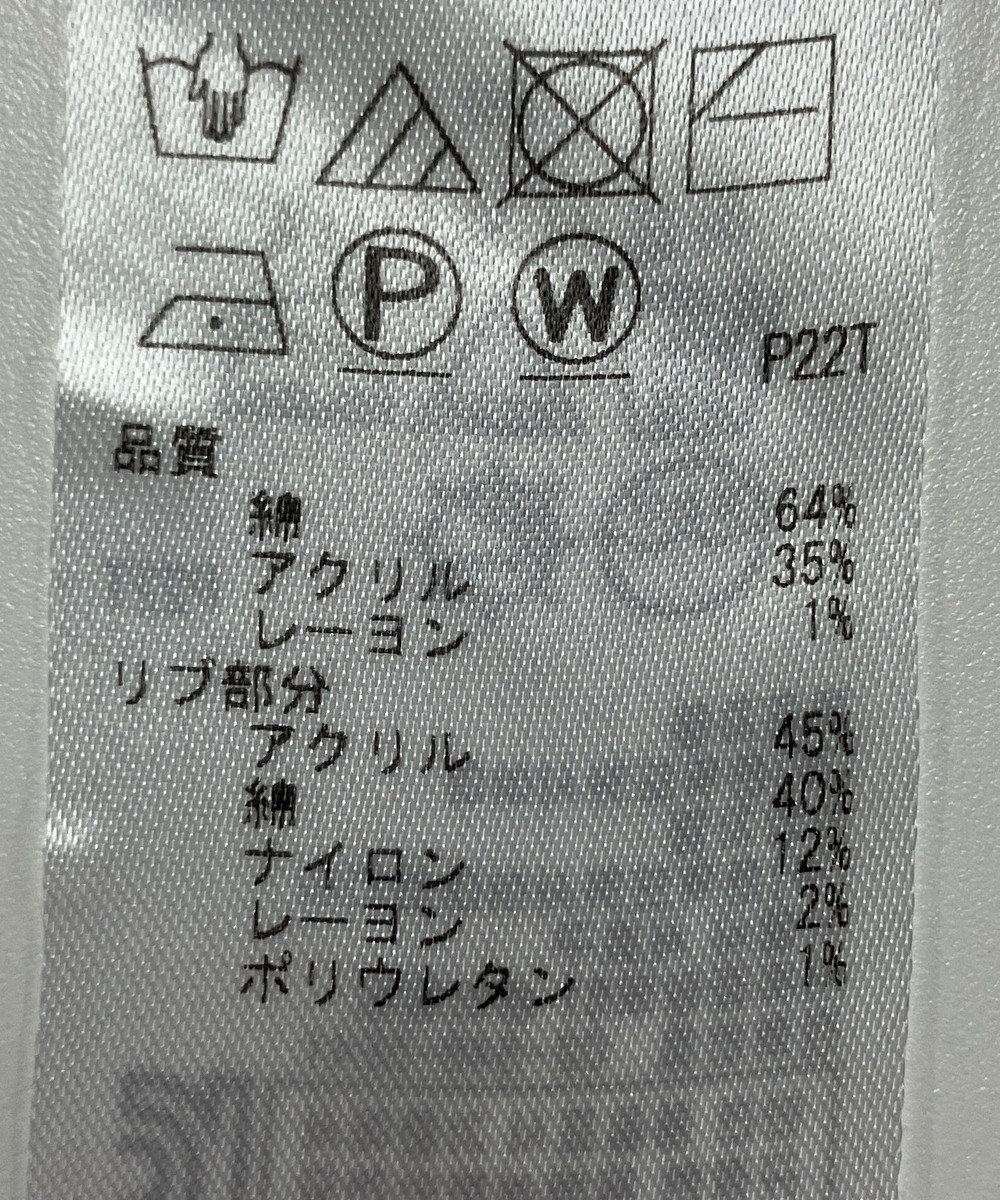 P W P22T
品質
綿 64%
アクリル 35%
レーヨン 1%
リブ部分
アクリル 45%
綿 40%
ナイロン 12%
レーヨン 2%
ポリウレタン 1%